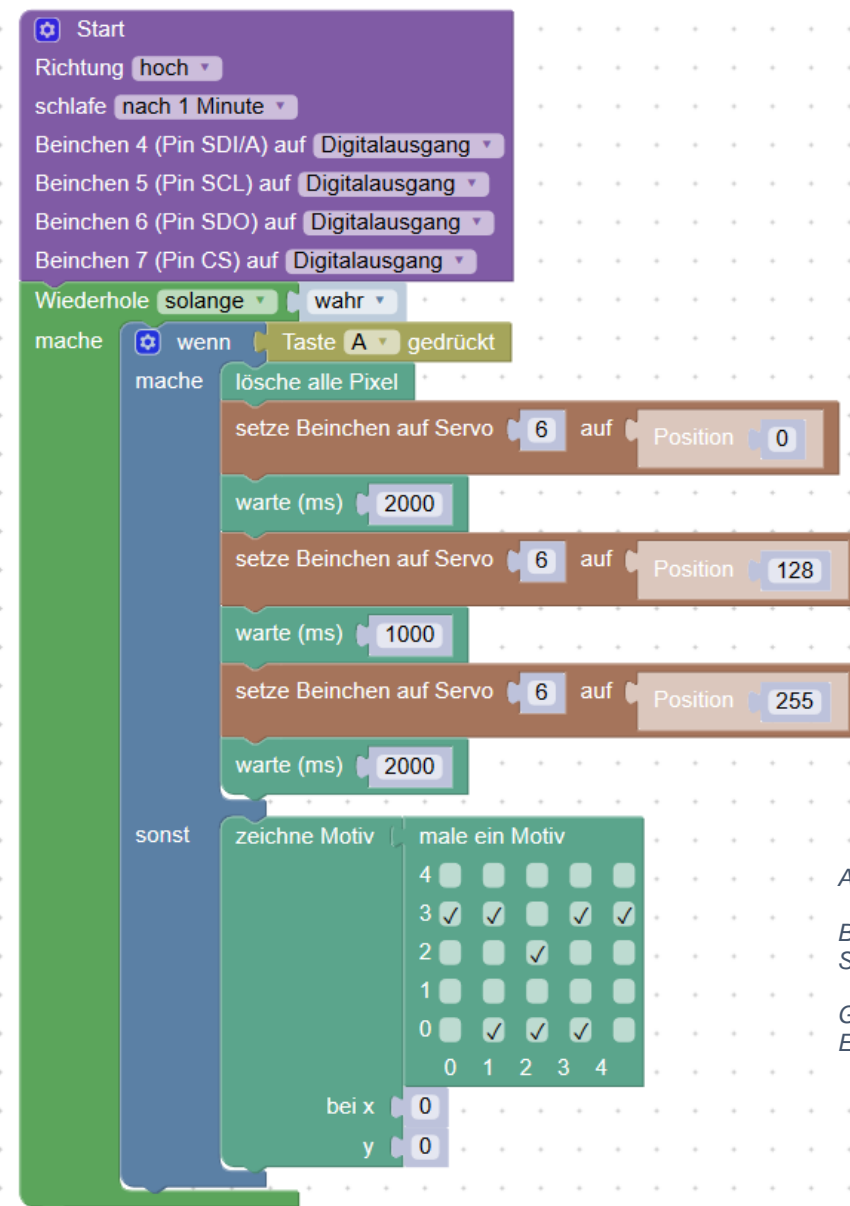 Start
Richtung hoch
schlafe nach 1 Minute
Beinchen 4 (Pin SDI/A) auf Digitalausgang
Beinchen 5 (Pin SCL) auf Digitalausgang
Beinchen 6 (Pin SDO) auf Digitalausgang
Beinchen 7 (Pin CS) auf Digitalausgang
Wiederhole solange wahr
mache wenn Taste A gedrückt
mache lösche alle Pixel
setze Beinchen auf Servo 6 auf Position 0
warte (ms) 2000
setze Beinchen auf Servo 6 auf Position 128
warte (ms) 1000
setze Beinchen auf Servo 6 auf Position 255
warte (ms) 2000
sonst zeichne Motiv male ein Motiv
4
3
2
1
0
0 1 2 3 4
bei x 0
y 0